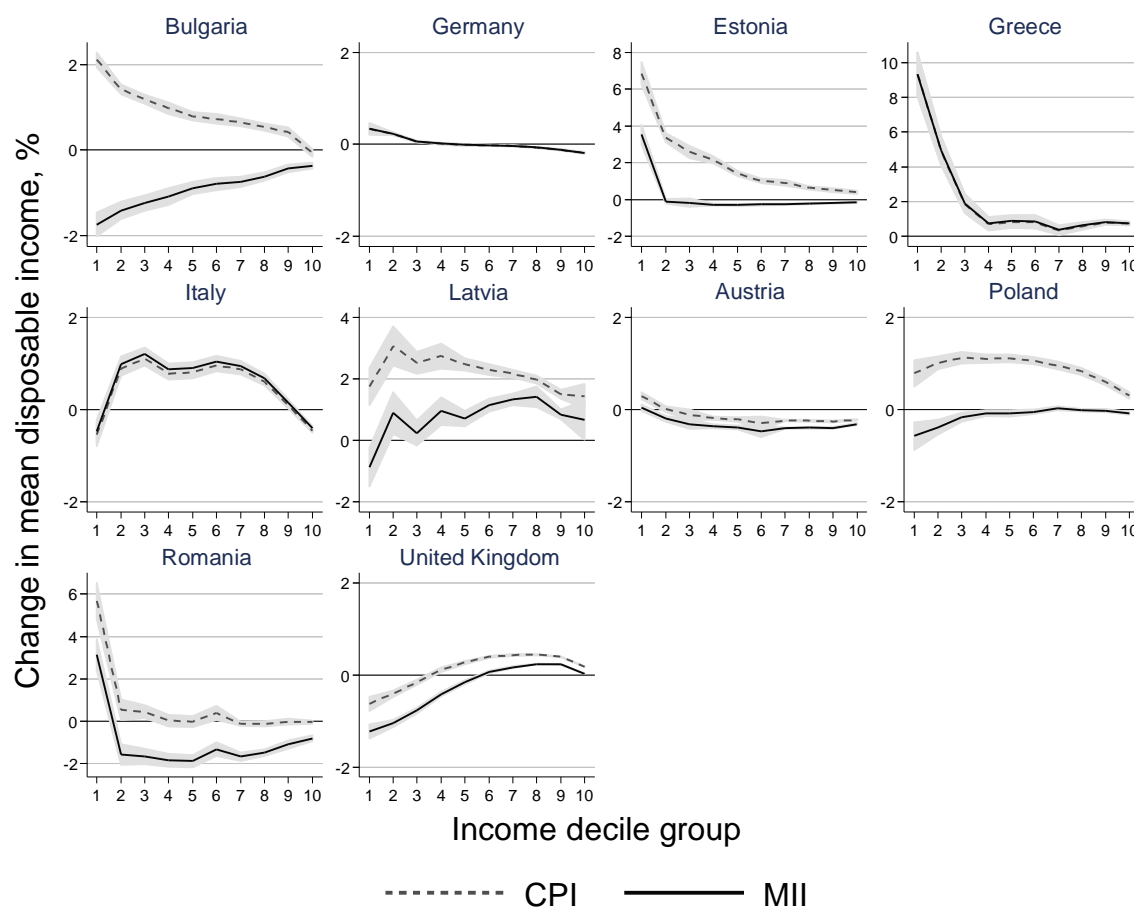 Change in mean disposable income, %
Bulgaria Germany Estonia Greece
2 0 -2
1 2 3 4 5 6 7 8 9 10
2 0 -2
1 2 3 4 5 6 7 8 9 10
8 6 4 2 0 -2
1 2 3 4 5 6 7 8 9 10
10 8 6 4 2 0
1 2 3 4 5 6 7 8 9 10
Italy Latvia Austria Poland
2 0 -2
1 2 3 4 5 6 7 8 9 10
4 2 0 -2
1 2 3 4 5 6 7 8 9 10
2 0 -2
1 2 3 4 5 6 7 8 9 10
2 0 -2
1 2 3 4 5 6 7 8 9 10
Romania United Kingdom
6 4 2 0 -2
1 2 3 4 5 6 7 8 9 10
2 0 -2
1 2 3 4 5 6 7 8 9 10
Income decile group
CPI MII